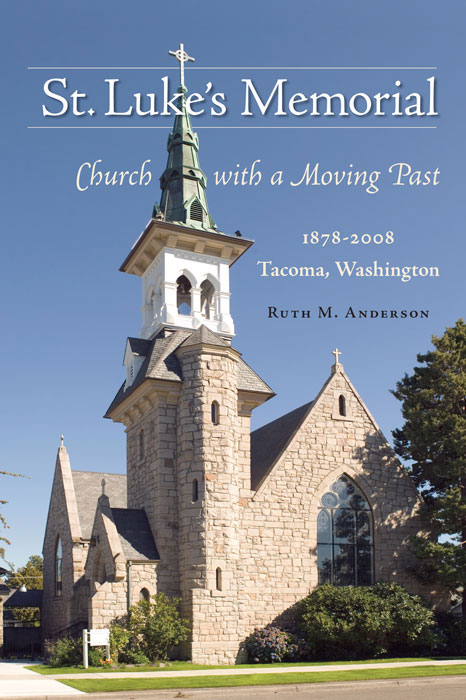 St. Luke's Memorial
Church with a Moving Past
1878-2008
Tacoma, Washington
Ruth M. Anderson